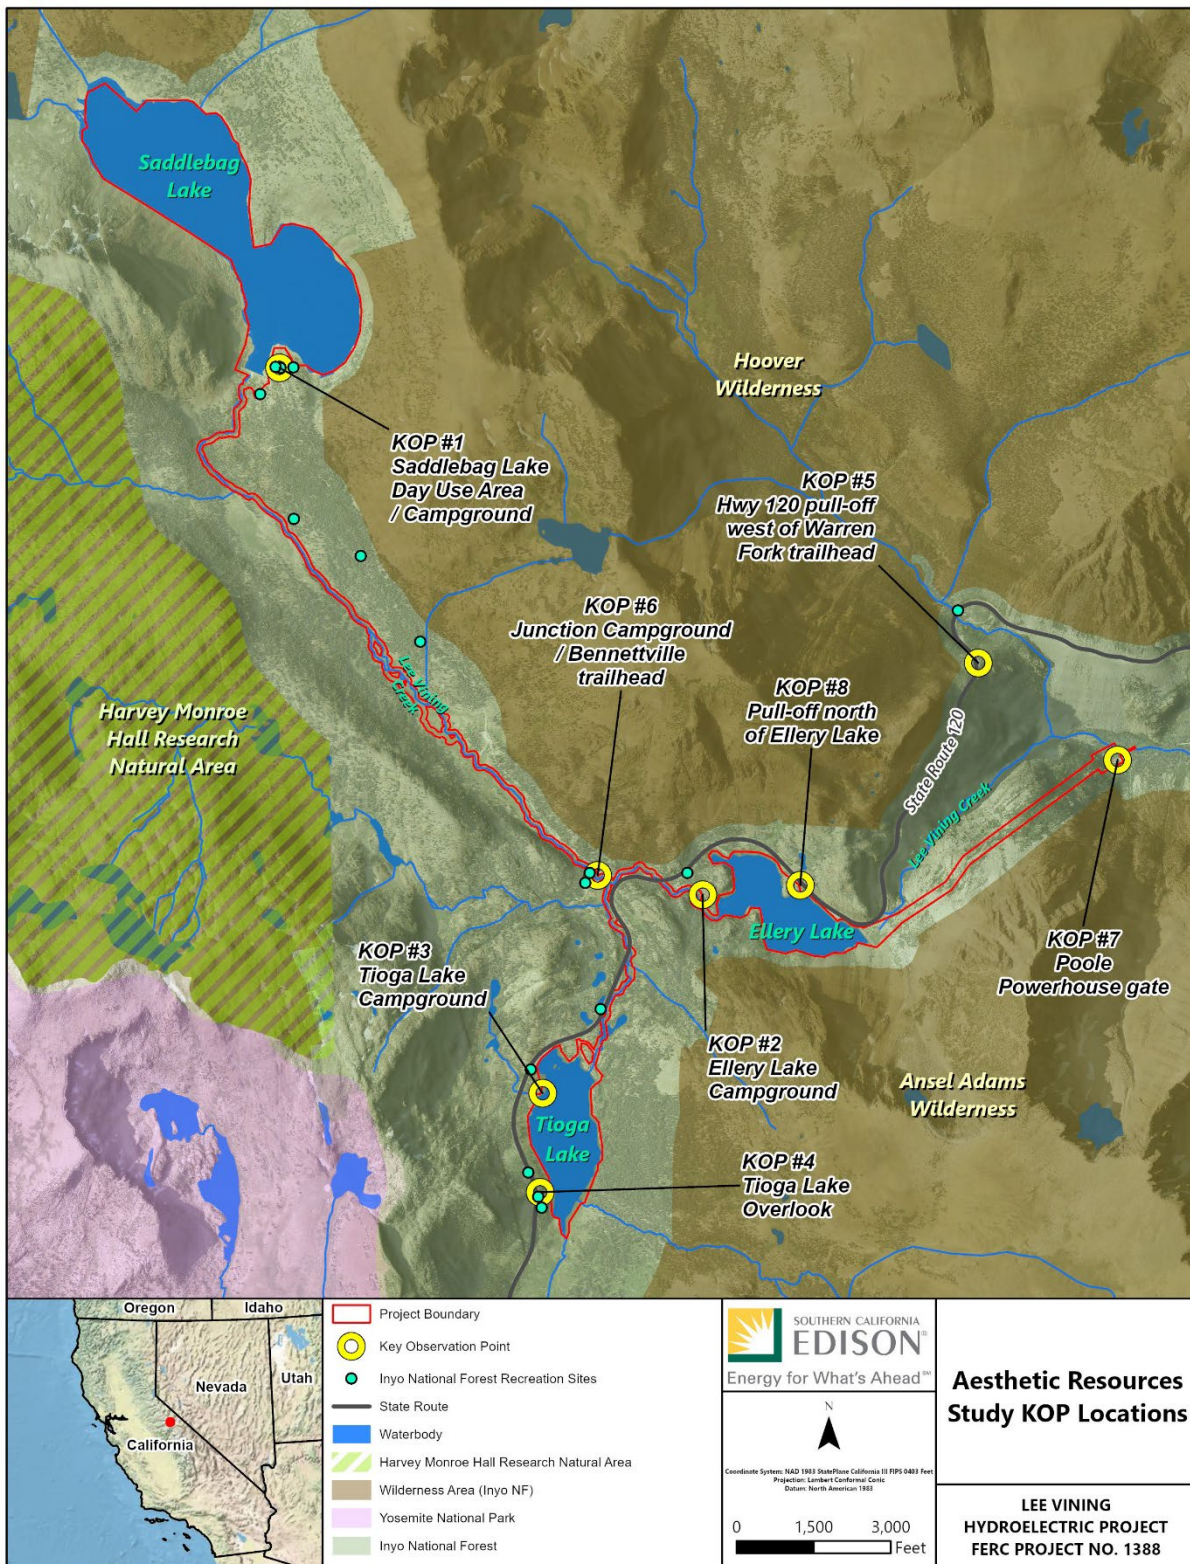 Saddlebag
Lake
Hoover
Wilderness
KOP #1
Saddlebag Lake
Day Use Area
/ Campground
KOP #5
Hwy 120 pull-off
west of Warren
Fork trailhead
KOP #6
Junction Campground
/ Bennettville
trailhead
Lee Vining
Creek
KOP #8
Pull-off north
of Ellery Lake
Harvey Monroe
Hall Research
Natural Area
State Route 120
Lee Vining Creek
Ellery Lake
KOP #3
Tioga Lake
Campground
KOP #7
Poole
Powerhouse gate
KOP #2
Ellery Lake
Campground
Ansel Adams
Wilderness
Tioga
Lake
KOP #4
Tioga Lake
Overlook
Oregon
Idaho
Nevada
Utah
California
Project Boundary
Key Observation Point
Inyo National Forest Recreation Sites
State Route
Waterbody
Harvey Monroe Hall Research Natural Area
Wilderness Area (Inyo NF)
Yosemite National Park
Inyo National Forest
SOUTHERN CALIFORNIA
EDISON®
Energy for What's Ahead℠
N
Coordinate System: NAD 1983 StatePlane California III FIPS 0403 Feet
Projection: Lambert Conformal Conic
Datum: North American 1983
0 1,500 3,000
Feet
Aesthetic Resources
Study KOP Locations
LEE VINING
HYDROELECTRIC PROJECT
FERC PROJECT NO. 1388